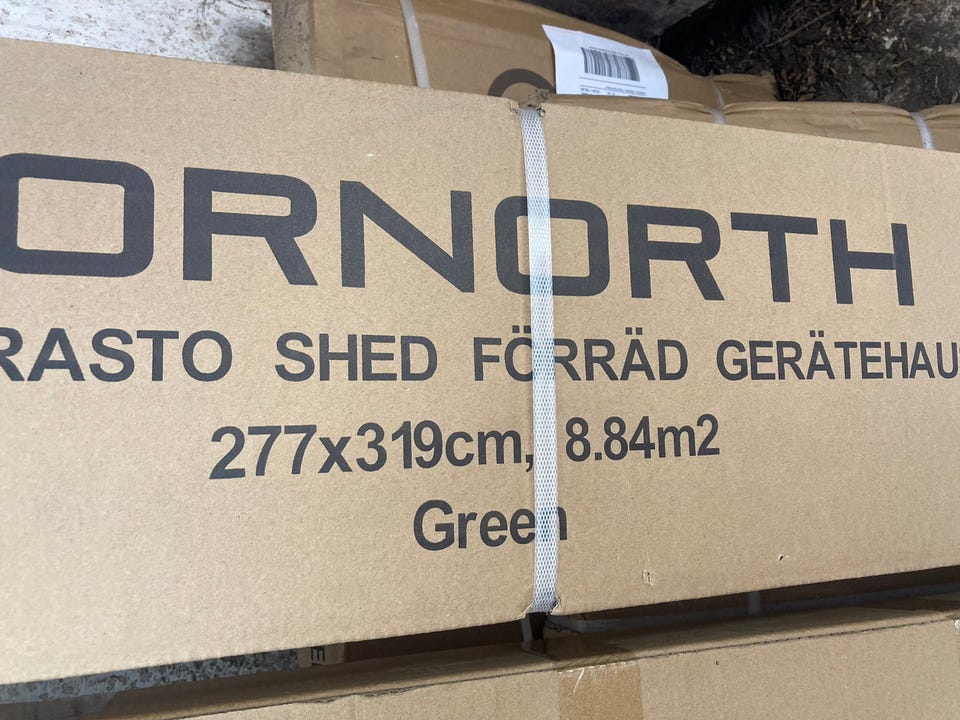 ORNORTH
RASTO SHED FÖRRÄD GERÄTEHAU
277x319cm, 8.84m2
Green